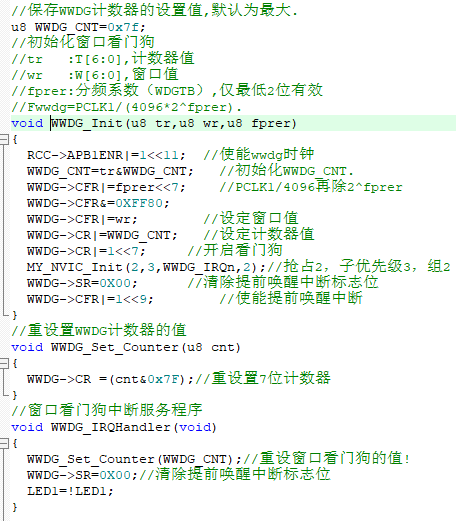 //保存WWDG计数器的设置值,默认为最大.
u8 WWDG_CNT=0x7f;
//初始化窗口看门狗
//tr   :T[6:0],计数器值
//wr   :W[6:0],窗口值
//fprer:分频系数（WDGTB）,仅最低2位有效
//Fwwdg=PCLK1/(4096*2^fprer).
void WWDG_Init(u8 tr,u8 wr,u8 fprer)
{
  RCC->APB1ENR|=1<<11;  //使能wwdg时钟
  WWDG_CNT=tr&WWDG_CNT;   //初始化WWDG_CNT.
  WWDG->CFR|=fprer<<7;    //PCLK1/4096再除2^fprer
  WWDG->CFR&=0XFF80;
  WWDG->CFR|=wr;        //设定窗口值
  WWDG->CR|=WWDG_CNT;   //设定计数器值
  WWDG->CR|=1<<7;     //开启看门狗
  MY_NVIC_Init(2,3,WWDG_IRQn,2);//抢占2，子优先级3，组2
  WWDG->SR=0X00;      //清除提前唤醒中断标志位
  WWDG->CFR|=1<<9;        //使能提前唤醒中断
}
//重设置WWDG计数器的值
void WWDG_Set_Counter(u8 cnt)
{
  WWDG->CR =(cnt&0x7F);//重设置7位计数器
}
//窗口看门狗中断服务程序
void WWDG_IRQHandler(void)
{
  WWDG_Set_Counter(WWDG_CNT);//重设窗口看门狗的值!
  WWDG->SR=0X00;//清除提前唤醒中断标志位
  LED1=!LED1;
}